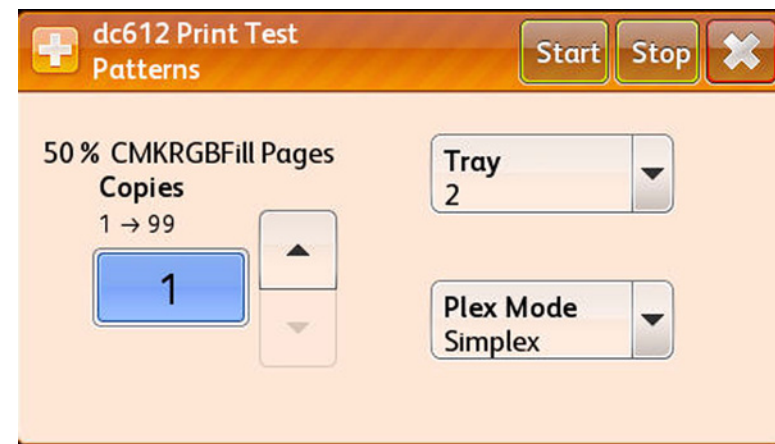 dc612 Print Test
Patterns
Start
Stop
50 % CMKRGBFill Pages
Copies
1 → 99
1
Tray
2
Plex Mode
Simplex